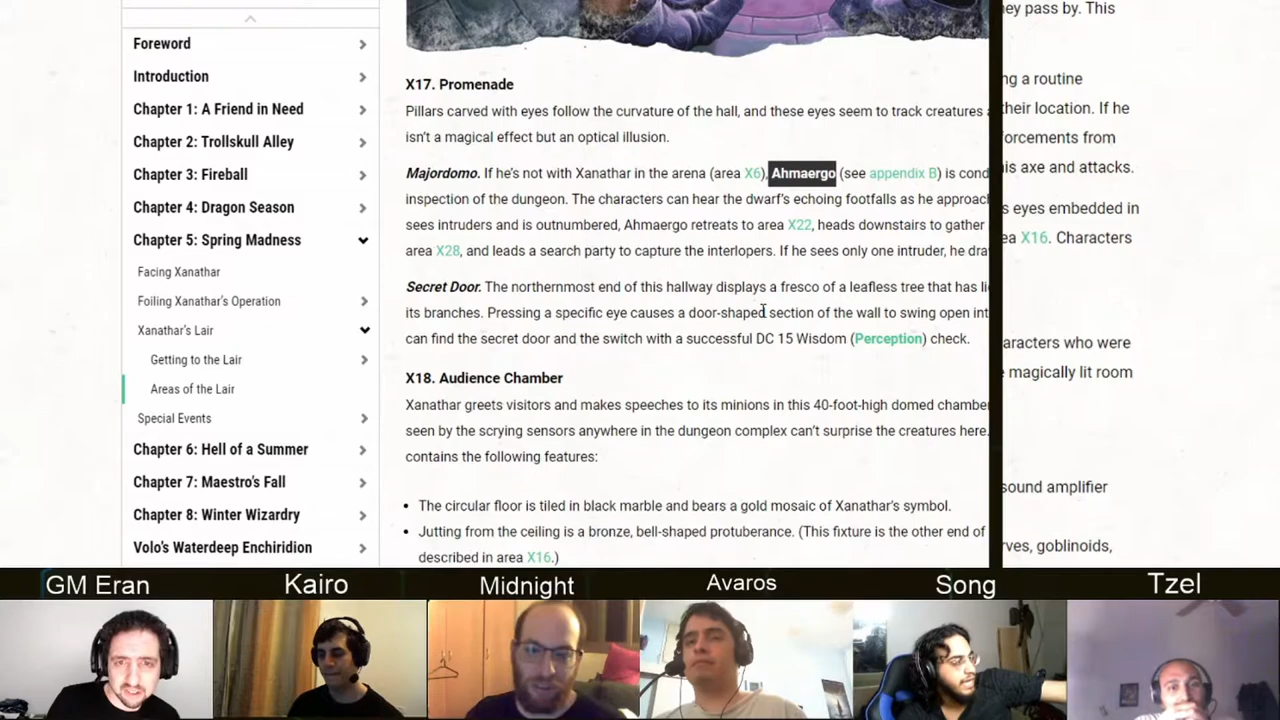 Foreword
Introduction
Chapter 1: A Friend in Need
Chapter 2: Trollskull Alley
Chapter 3: Fireball
Chapter 4: Dragon Season
Chapter 5: Spring Madness
Facing Xanathar
Foiling Xanathar's Operation
Xanathar's Lair
Getting to the Lair
Areas of the Lair
Special Events
Chapter 6: Hell of a Summer
Chapter 7: Maestro's Fall
Chapter 8: Winter Wizardry
Volo's Waterdeep Enchiridion
X17. Promenade
Pillars carved with eyes follow the curvature of the hall, and these eyes seem to track creatures
isn't a magical effect but an optical illusion.
Majordomo. If he's not with Xanathar in the arena (area X6), Ahmaergo (see appendix B) is cond
inspection of the dungeon. The characters can hear the dwarf's echoing footfalls as he approac
sees intruders and is outnumbered, Ahmaergo retreats to area X22, heads downstairs to gather
area X28, and leads a search party to capture the interlopers. If he sees only one intruder, he dra
Secret Door. The northernmost end of this hallway displays a fresco of a leafless tree that has li
its branches. Pressing a specific eye causes a door-shaped section of the wall to swing open int
can find the secret door and the switch with a successful DC 15 Wisdom (Perception) check.
X18. Audience Chamber
Xanathar greets visitors and makes speeches to its minions in this 40-foot-high domed chamber
seen by the scrying sensors anywhere in the dungeon complex can't surprise the creatures here.
contains the following features:
• The circular floor is tiled in black marble and bears a gold mosaic of Xanathar's symbol.
• Jutting from the ceiling is a bronze, bell-shaped protuberance. (This fixture is the other end of
described in area X16.)
ey pass by. This
ng a routine
their location. If he
forcements from
is axe and attacks.
s eyes embedded in
ea X16. Characters
aracters who were
magically lit room
sound amplifier
rves, goblinoids,
GM Eran
Kairo
Midnight
Avaros
Song
Tzel